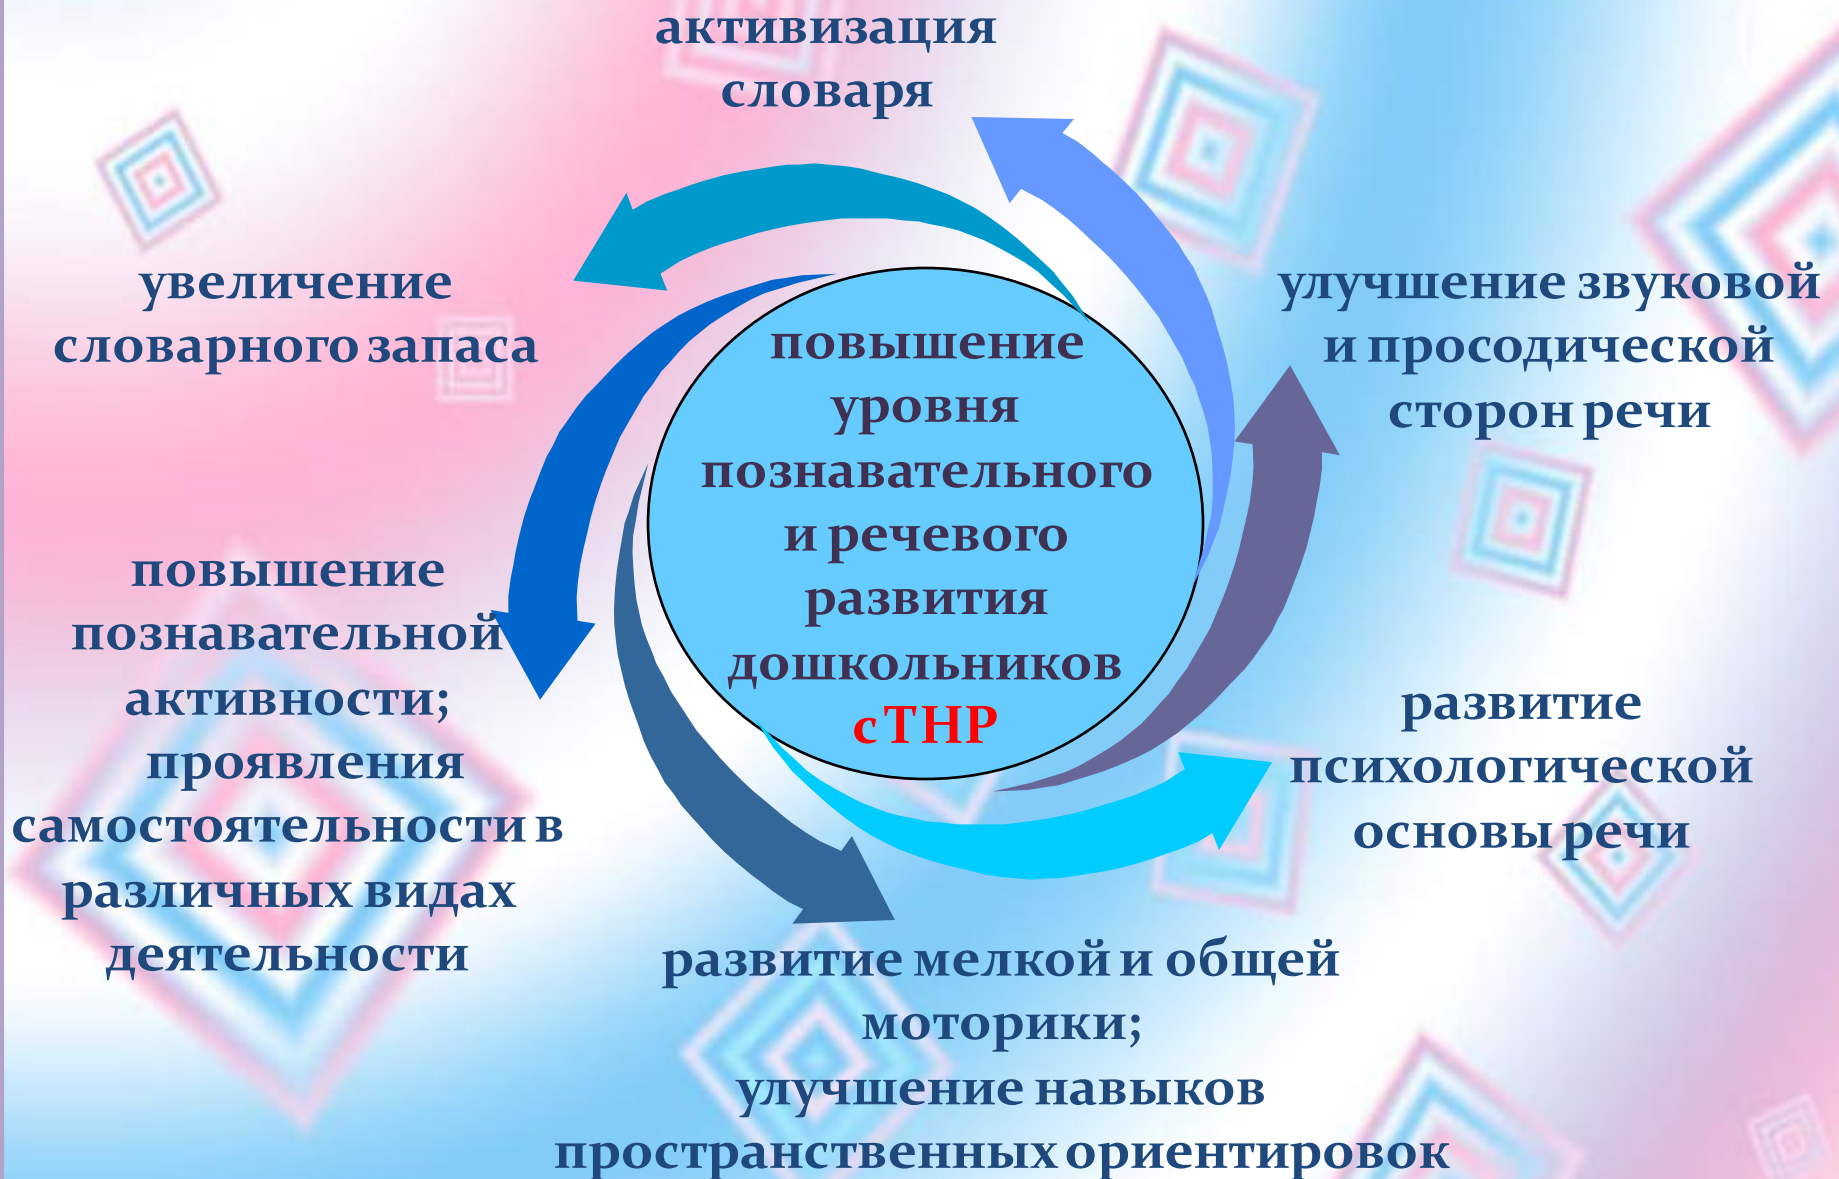 активизация
словаря
увеличение
словарного запаса
улучшение звуковой
и просодической
сторон речи
повышение
уровня
познавательного
и речевого
развития
дошкольников
с ТНР
повышение
познавательной
активности;
проявления
самостоятельности в
различных видах
деятельности
развитие
психологической
основы речи
развитие мелкой и общей
моторики;
улучшение навыков
пространственных ориентировок